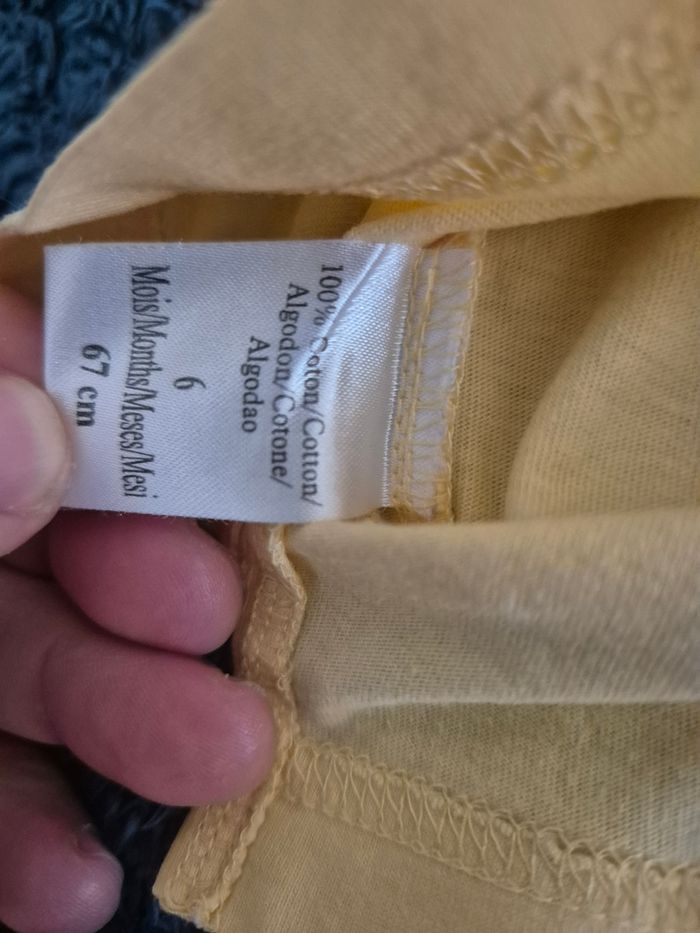 100% Coton/Cotton/
Algodon/Cotone/
Algodao
6
Mois/Months/Meses/Mesi
67 cm